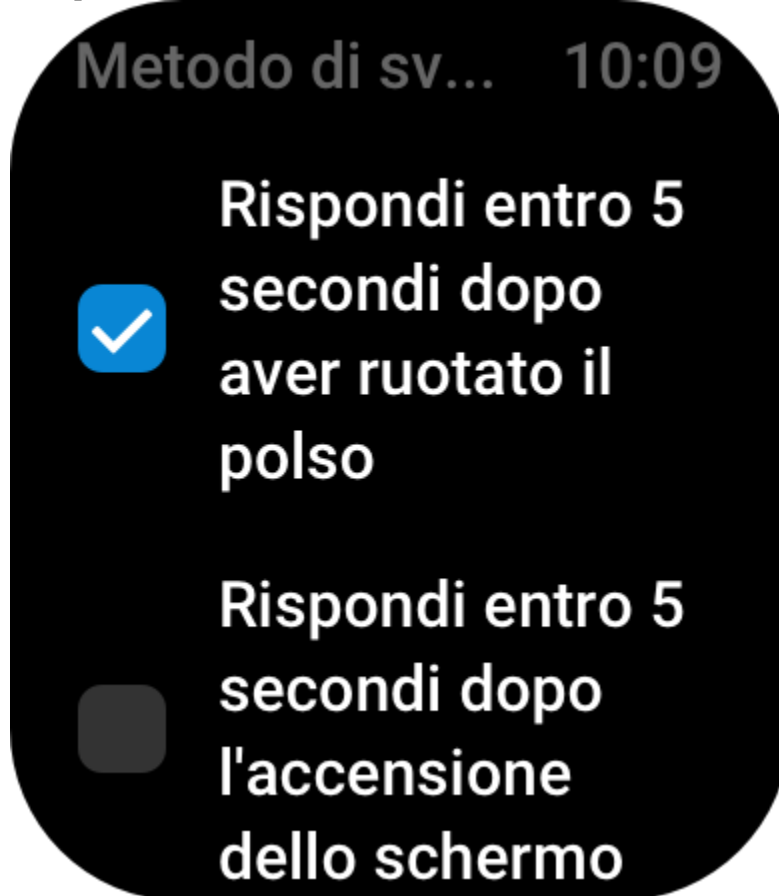 Metodo di sv... 10:09
Rispondi entro 5
secondi dopo
aver ruotato il
polso
Rispondi entro 5
secondi dopo
l'accensione
dello schermo